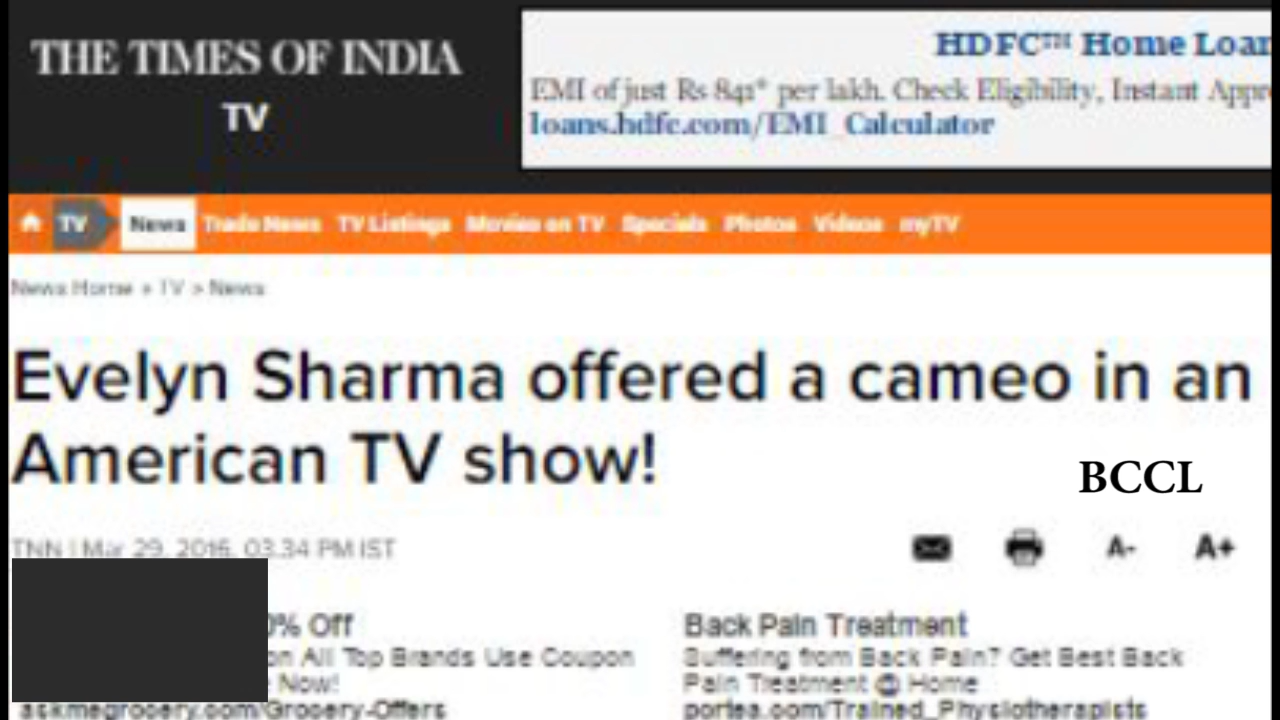 THE TIMES OF INDIA
TV
HDFC™ Home Loan
EMI of just Rs 841* per lakh. Check Eligibility, Instant Appr
loans.hdfc.com/EMI_Calculator
TV News Trade News TV Listings Movies on TV Specials Photos Videos myTV
News Home » TV » News
Evelyn Sharma offered a cameo in an
American TV show!
BCCL
TNN | Mar 29, 2016, 03.34 PM IST
A- A+
0% Off
on All Top Brands Use Coupon
Now!
askmegrocery.com/Grocery-Offers
Back Pain Treatment
Suffering from Back Pain? Get Best Back
Pain Treatment @ Home
portea.com/Trained_Physiotherapists